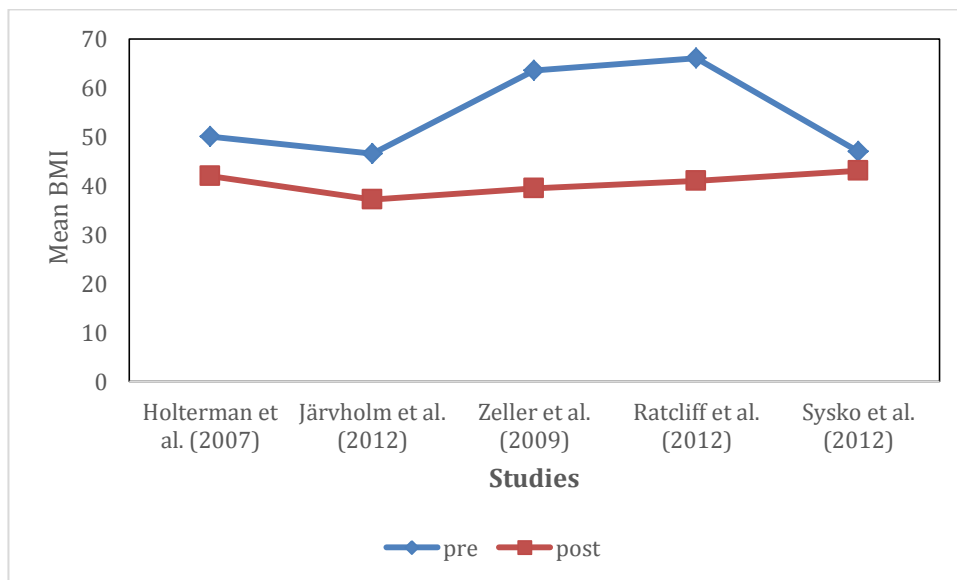 70
60
50
40
30
20
10
0
Mean BMI
Holterman et
al. (2007)
Järvholm et al.
(2012)
Zeller et al.
(2009)
Ratcliff et al.
(2012)
Sysko et al.
(2012)
Studies
pre
post